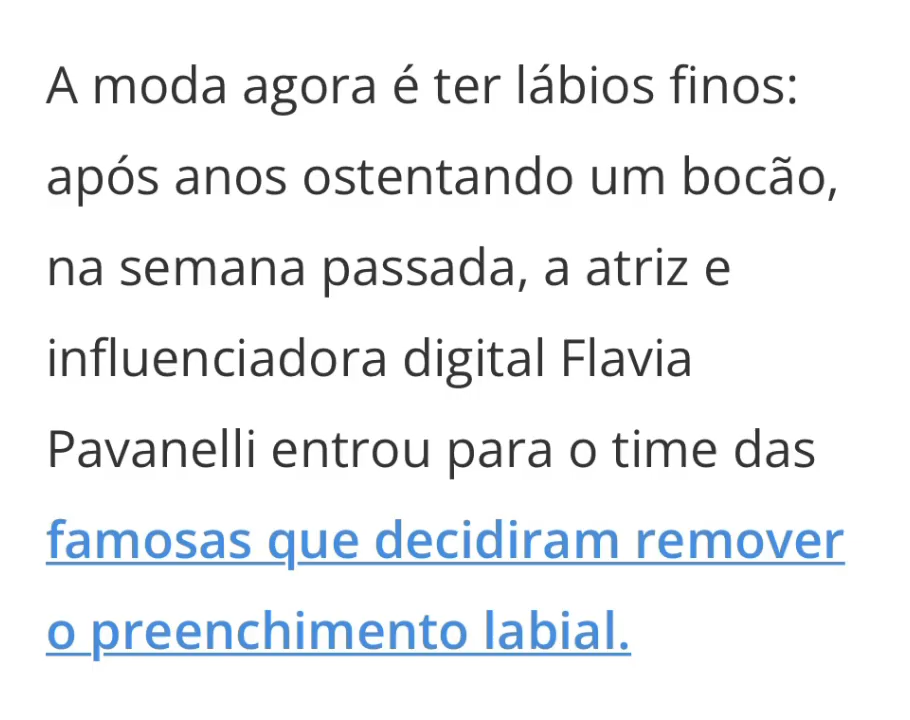 A moda agora é ter lábios finos:
após anos ostentando um bocão,
na semana passada, a atriz e
influenciadora digital Flavia
Pavanelli entrou para o time das
famosas que decidiram remover
o preenchimento labial.